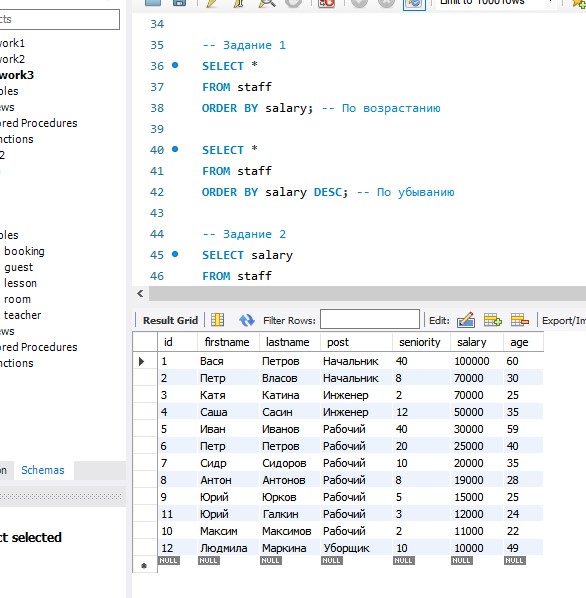 cts
work1
work2
work3
bles
ews
ored Procedures
nctions
2
bles
booking
guest
lesson
room
teacher
ews
ored Procedures
nctions
on Schemas
ct selected
Limit to 1000 rows
34
35 -- Задание 1
36 SELECT *
37 FROM staff
38 ORDER BY salary; -- По возрастанию
39
40 SELECT *
41 FROM staff
42 ORDER BY salary DESC; -- По убыванию
43
44 -- Задание 2
45 SELECT salary
46 FROM staff
Result Grid Filter Rows: Edit: Export/Im
id firstname lastname post seniority salary age
1 Вася Петров Начальник 40 100000 60
2 Петр Власов Начальник 8 70000 30
3 Катя Катина Инженер 2 70000 25
4 Саша Сасин Инженер 12 50000 35
5 Иван Иванов Рабочий 40 30000 59
6 Петр Петров Рабочий 20 25000 40
7 Сидр Сидоров Рабочий 10 20000 35
8 Антон Антонов Рабочий 8 19000 28
9 Юрий Юрков Рабочий 5 15000 25
11 Юрий Галкин Рабочий 3 12000 24
10 Максим Максимов Рабочий 2 11000 22
12 Людмила Маркина Уборщик 10 10000 49
NULL NULL NULL NULL NULL NULL NULL